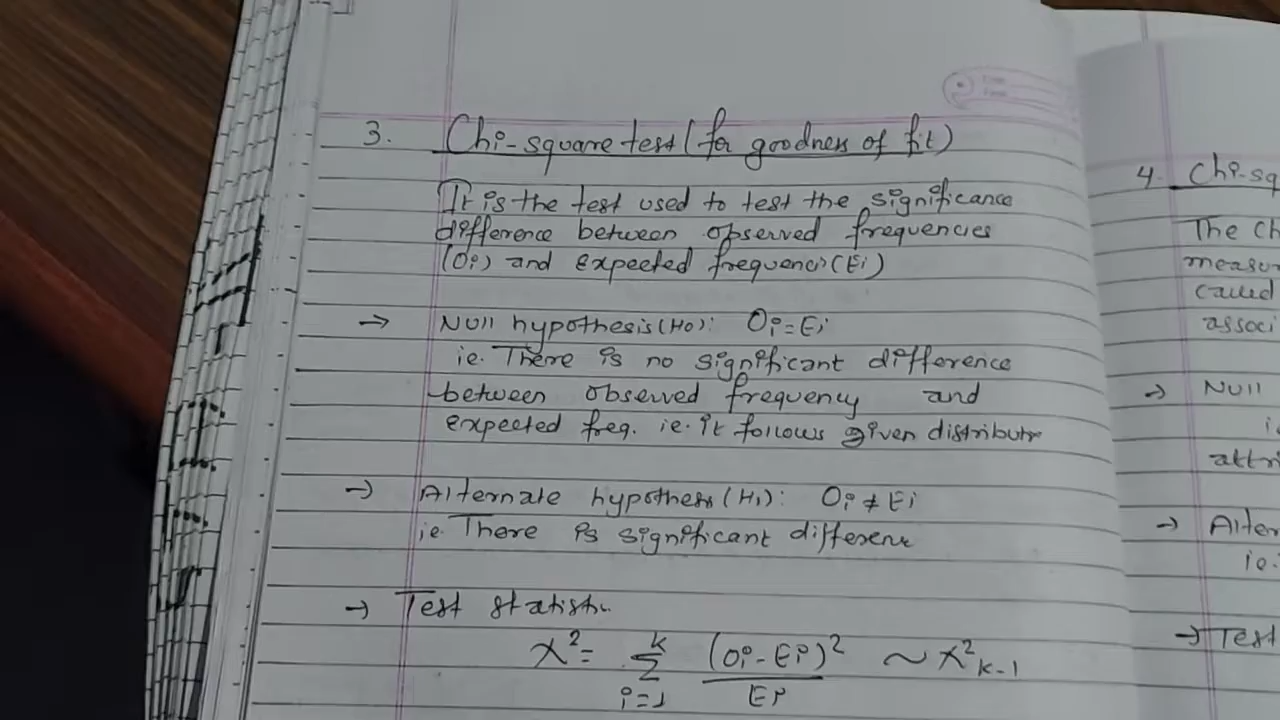 3. Chi-square test (for goodness of fit)
It is the test used to test the significance
difference between observed frequencies
(Oi) and expected frequencies (Ei)
→ Null hypothesis (H0): Oi = Ei
ie. There is no significant difference
between observed frequency and
expected freq. ie. it follows given distributn
→ Alternate hypothesis (H1): Oi ≠ Ei
ie. There is significant difference
→ Test statistic
χ² = Σ_{i=1}^{k} (Oi - Ei)² / Ei ~ χ²_{k-1}
4. Chi-sq
The Ch
measur
called
associ
→ Null
i
attri
→ Alter
ie.
→ Test